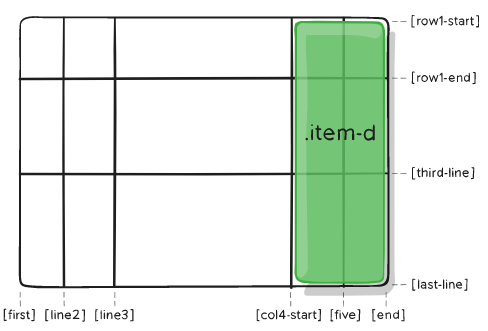 [row1-start]
[row1-end]
.item-d
[third-line]
[last-line]
[first] [line2] [line3] [col4-start] [five] [end]